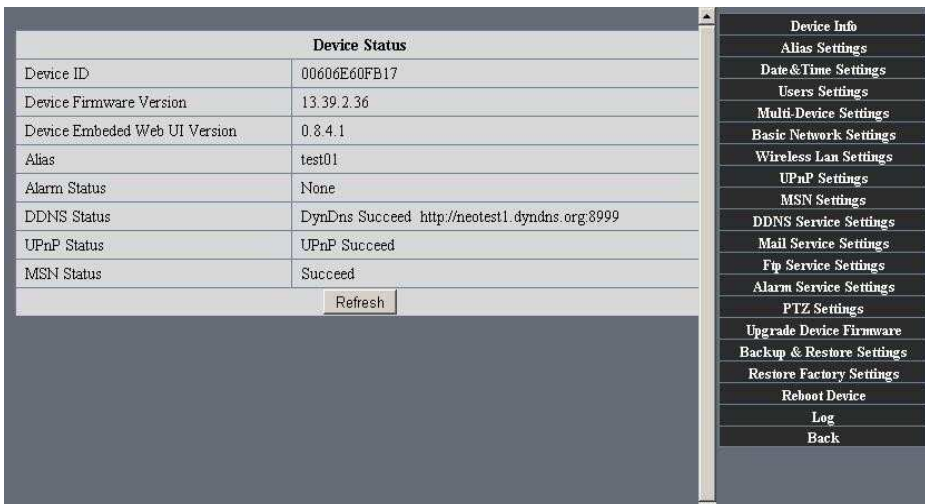 Device Status
Device ID 00606E60FB17
Device Firmware Version 13.39.2.36
Device Embeded Web UI Version 0.8.4.1
Alias test01
Alarm Status None
DDNS Status DynDns Succeed http://neotest1.dyndns.org:8999
UPnP Status UPnP Succeed
MSN Status Succeed
Refresh
Device Info
Alias Settings
Date&Time Settings
Users Settings
Multi-Device Settings
Basic Network Settings
Wireless Lan Settings
UPnP Settings
MSN Settings
DDNS Service Settings
Mail Service Settings
Ftp Service Settings
Alarm Service Settings
PTZ Settings
Upgrade Device Firmware
Backup & Restore Settings
Restore Factory Settings
Reboot Device
Log
Back